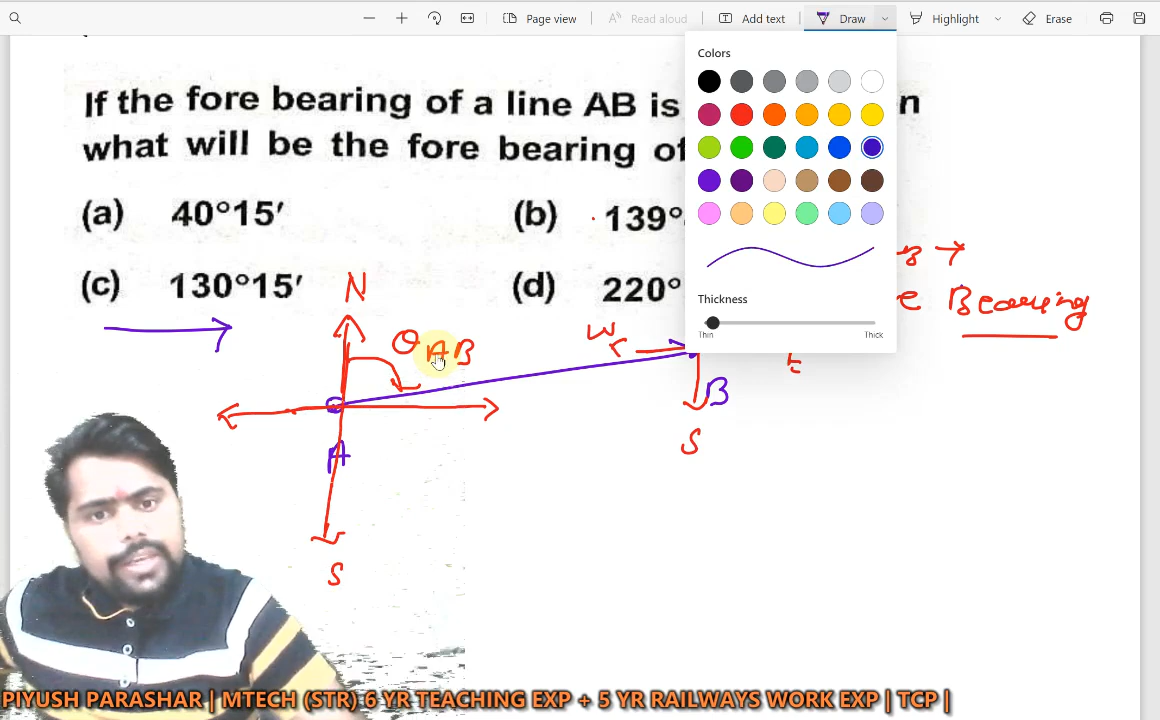 Page view
Read aloud
Add text
Draw
Highlight
Erase
Colors
If the fore bearing of a line AB is
n
what will be the fore bearing of
(a) 40°15′
(b) 139°
(c) 130°15′
(d) 220°
Thickness
Thin
Thick
N
θAB
W
B →
e Bearing
E
B
S
A
S
PIYUSH PARASHAR | MTECH (STR) 6 YR TEACHING EXP + 5 YR RAILWAYS WORK EXP | TCP |